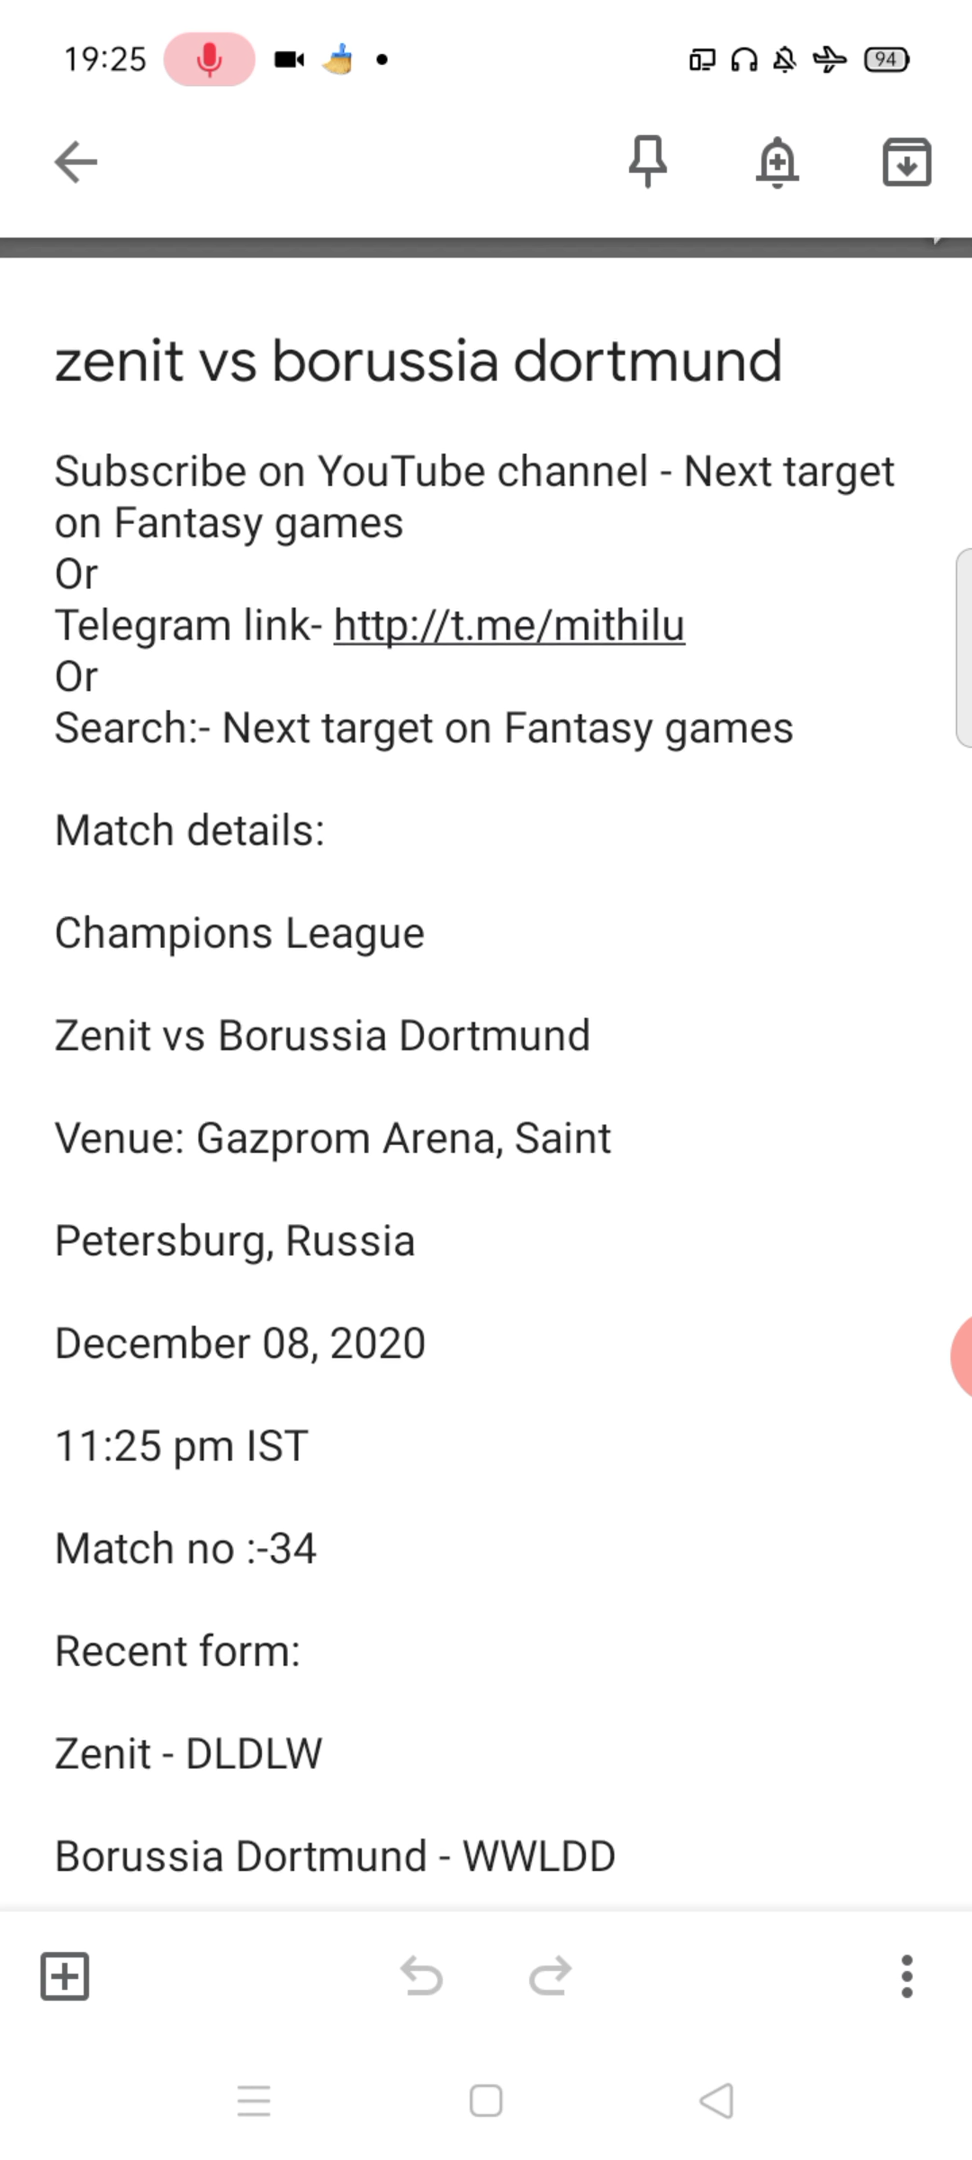 19:25
94
zenit vs borussia dortmund
Subscribe on YouTube channel - Next target
on Fantasy games
Or
Telegram link- http://t.me/mithilu
Or
Search:- Next target on Fantasy games
Match details:
Champions League
Zenit vs Borussia Dortmund
Venue: Gazprom Arena, Saint
Petersburg, Russia
December 08, 2020
11:25 pm IST
Match no :-34
Recent form:
Zenit - DLDLW
Borussia Dortmund - WWLDD